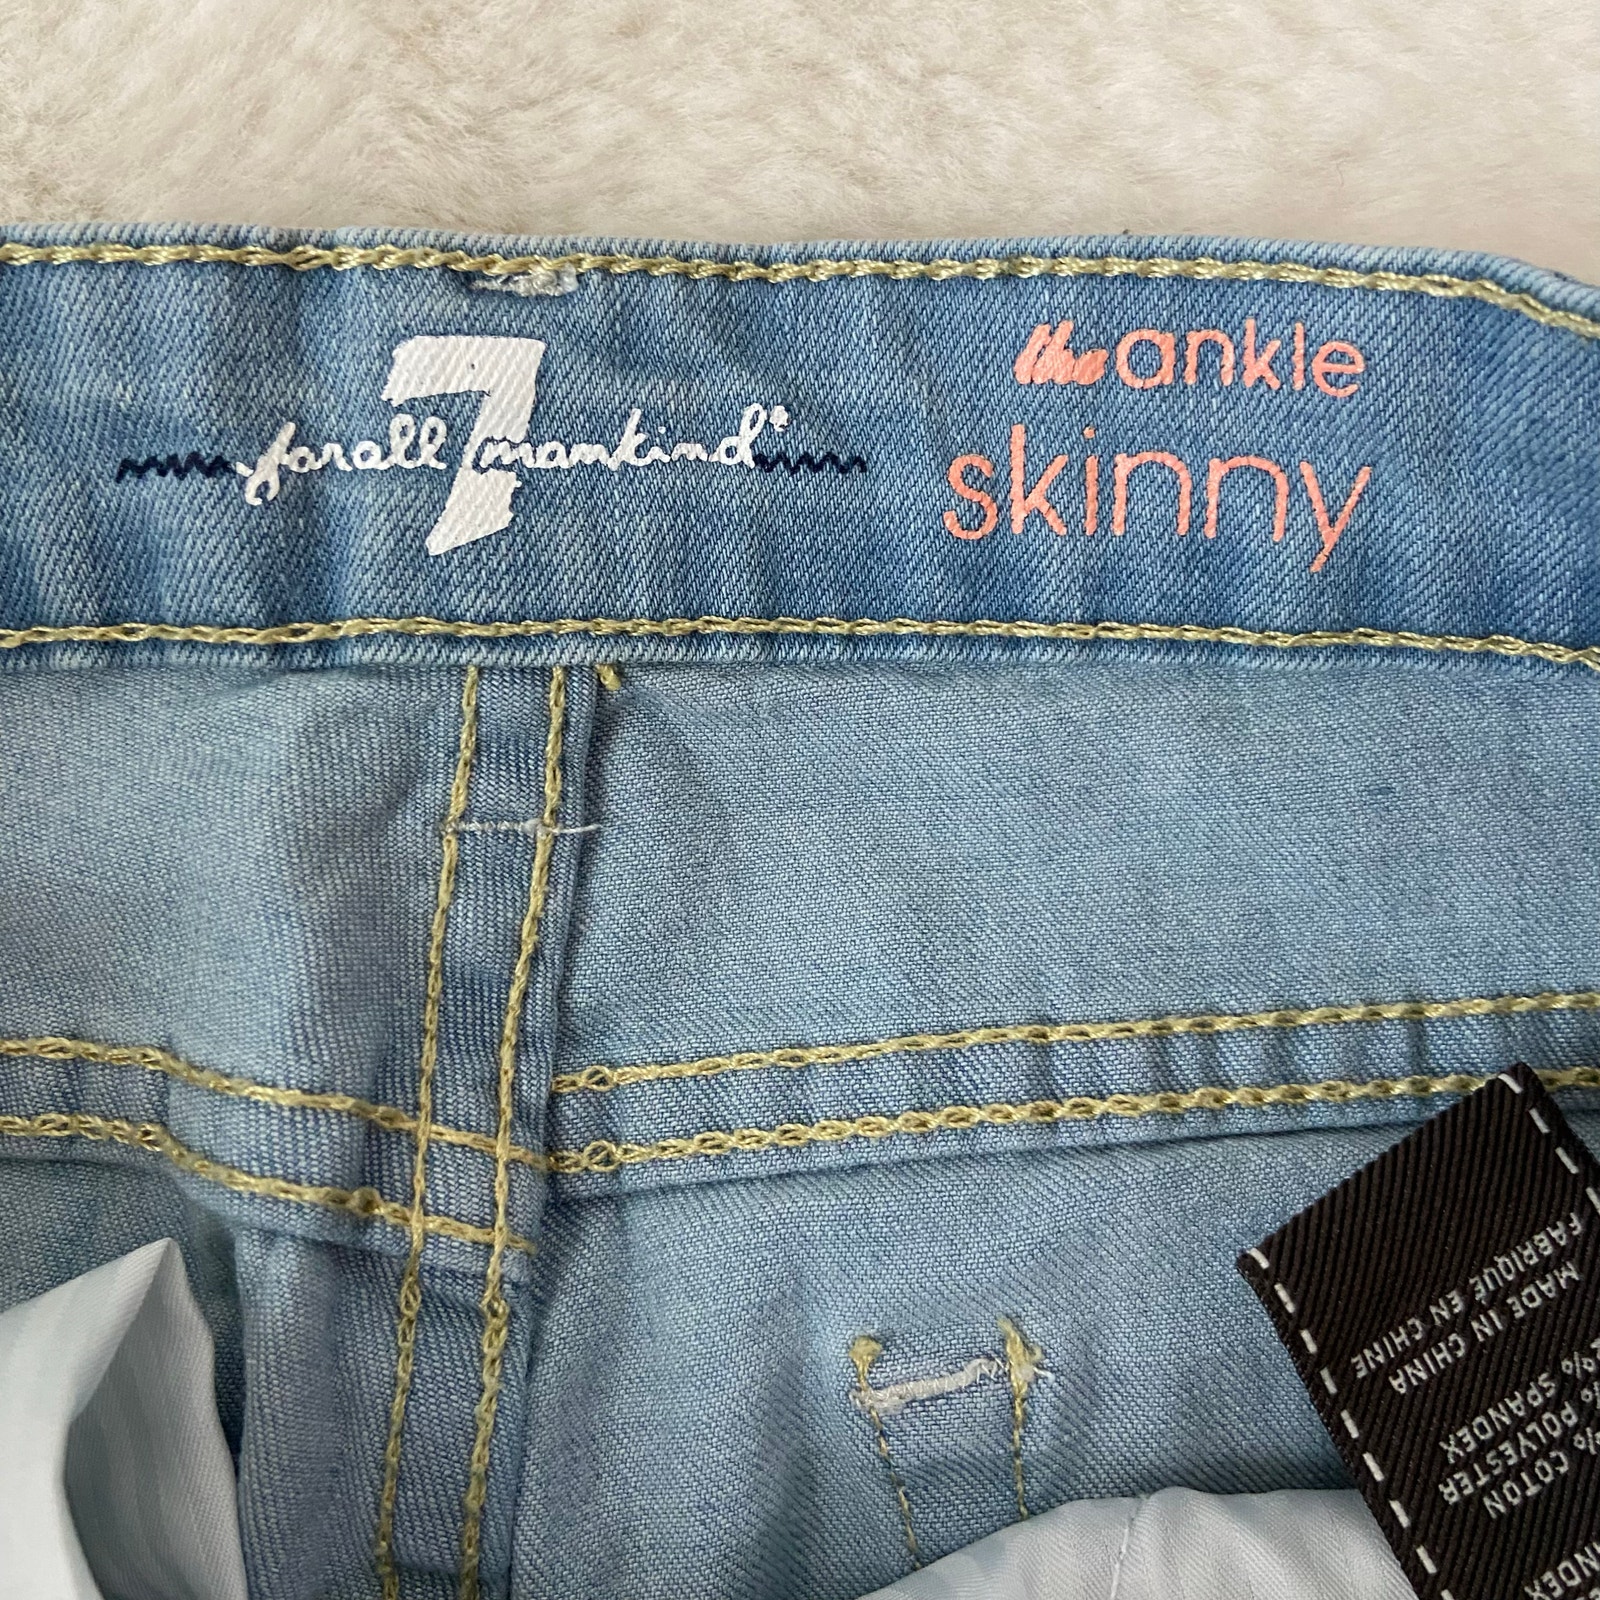 7
for all mankind®
the ankle
skinny
COTON
% POLYESTER
% SPANDEX
MADE IN CHINA
FABRIQUE EN CHINE